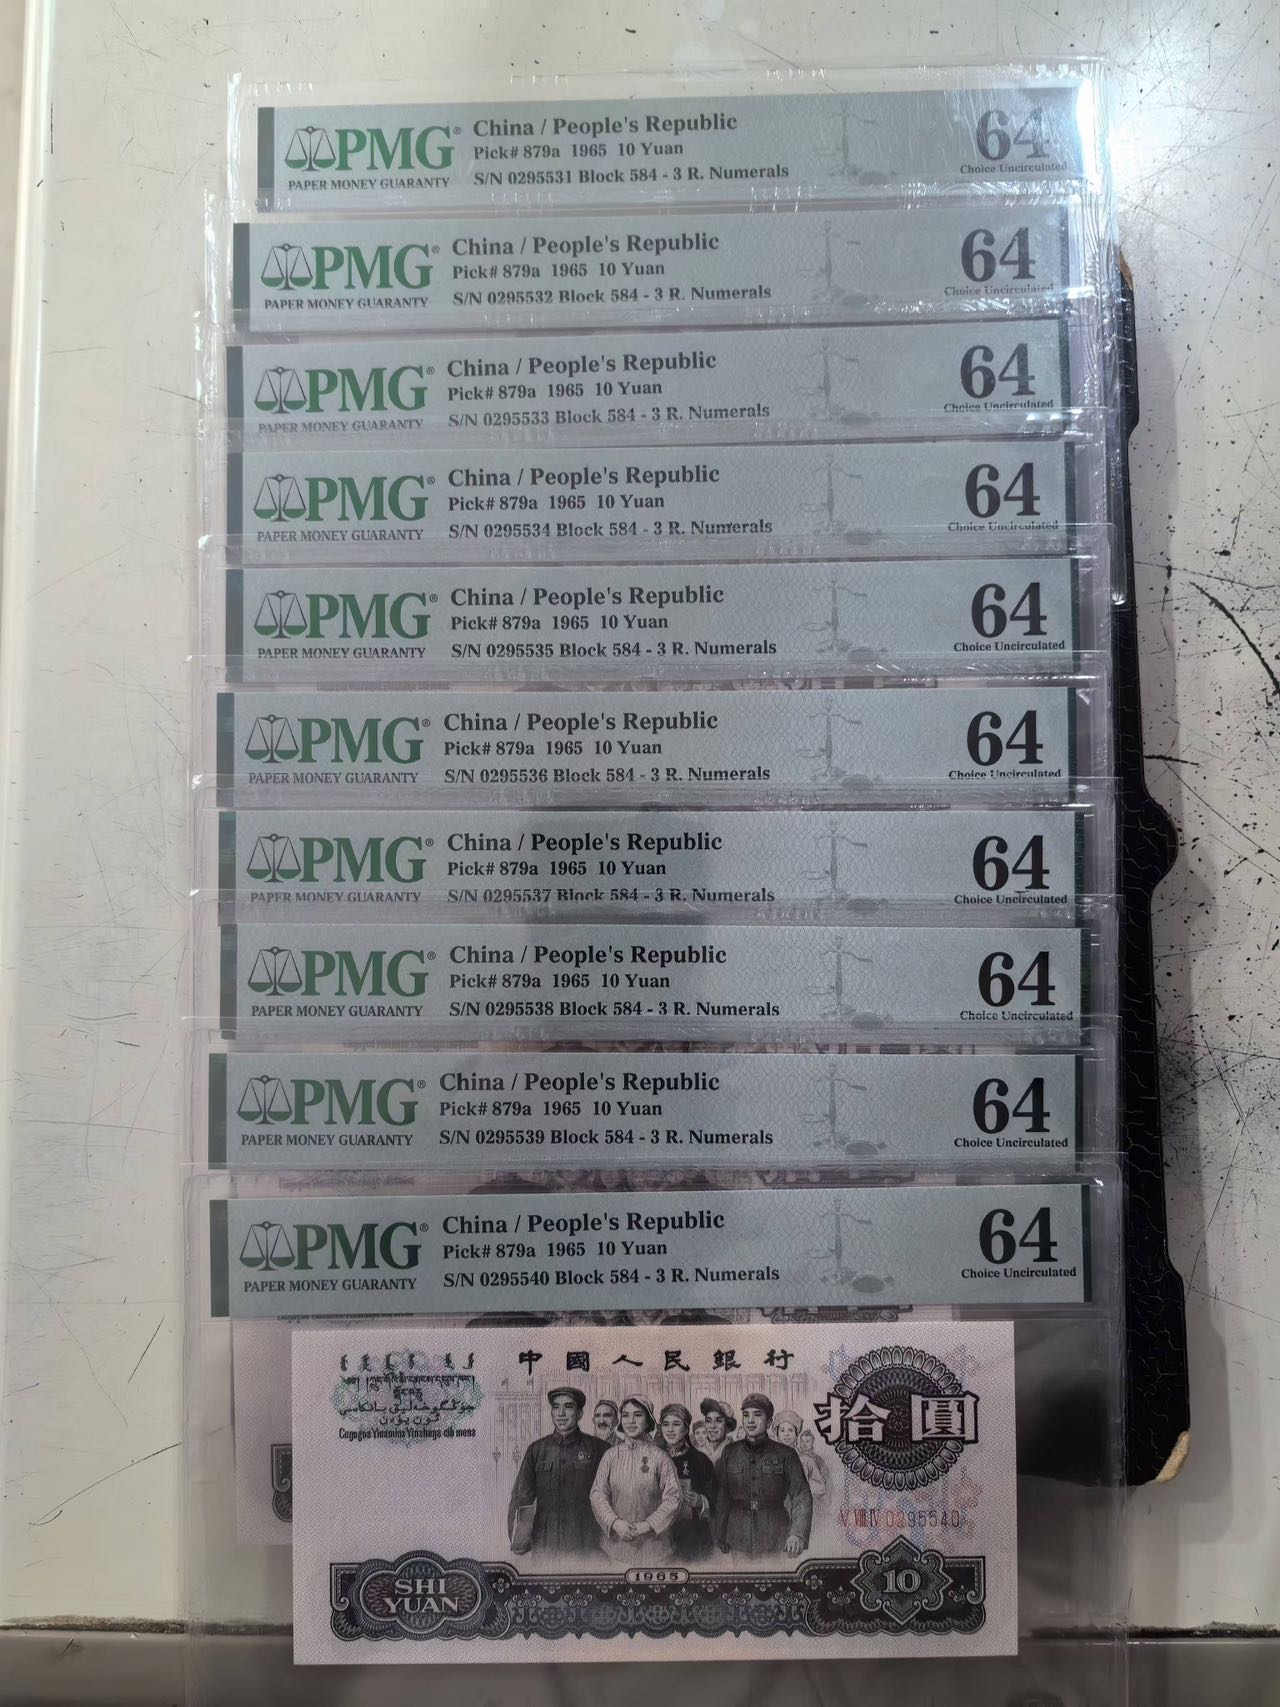 PMG®
PAPER MONEY GUARANTY
China / People's Republic
Pick# 879a 1965 10 Yuan
S/N 0295531 Block 584 - 3 R. Numerals
64
Choice Uncirculated
PMG®
PAPER MONEY GUARANTY
China / People's Republic
Pick# 879a 1965 10 Yuan
S/N 0295532 Block 584 - 3 R. Numerals
64
Choice Uncirculated
PMG®
PAPER MONEY GUARANTY
China / People's Republic
Pick# 879a 1965 10 Yuan
S/N 0295533 Block 584 - 3 R. Numerals
64
Choice Uncirculated
PMG®
PAPER MONEY GUARANTY
China / People's Republic
Pick# 879a 1965 10 Yuan
S/N 0295534 Block 584 - 3 R. Numerals
64
Choice Uncirculated
PMG®
PAPER MONEY GUARANTY
China / People's Republic
Pick# 879a 1965 10 Yuan
S/N 0295535 Block 584 - 3 R. Numerals
64
Choice Uncirculated
PMG®
PAPER MONEY GUARANTY
China / People's Republic
Pick# 879a 1965 10 Yuan
S/N 0295536 Block 584 - 3 R. Numerals
64
Choice Uncirculated
PMG®
PAPER MONEY GUARANTY
China / People's Republic
Pick# 879a 1965 10 Yuan
S/N 0295537 Block 584 - 3 R. Numerals
64
Choice Uncirculated
PMG®
PAPER MONEY GUARANTY
China / People's Republic
Pick# 879a 1965 10 Yuan
S/N 0295538 Block 584 - 3 R. Numerals
64
Choice Uncirculated
PMG®
PAPER MONEY GUARANTY
China / People's Republic
Pick# 879a 1965 10 Yuan
S/N 0295539 Block 584 - 3 R. Numerals
64
Choice Uncirculated
PMG®
PAPER MONEY GUARANTY
China / People's Republic
Pick# 879a 1965 10 Yuan
S/N 0295540 Block 584 - 3 R. Numerals
64
Choice Uncirculated
中國人民銀行
拾圓
V VIII IV 0295540
1965
SHI
YUAN
10